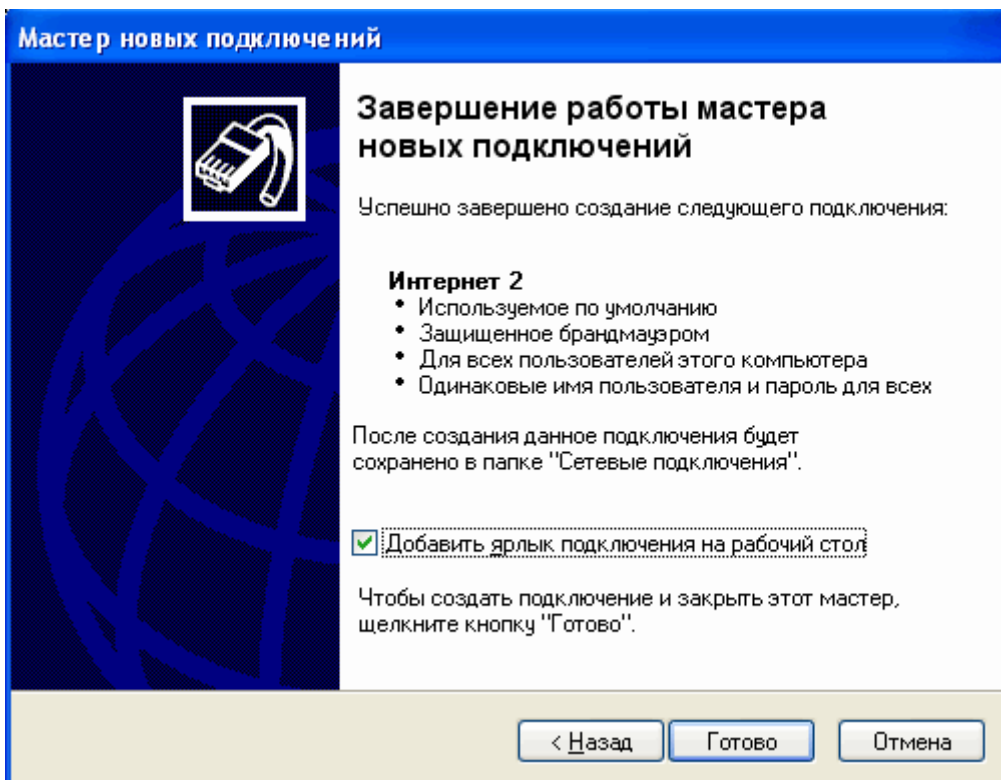 Мастер новых подключений
Завершение работы мастера
новых подключений
Успешно завершено создание следующего подключения:
Интернет 2
• Используемое по умолчанию
• Защищенное брандмауэром
• Для всех пользователей этого компьютера
• Одинаковые имя пользователя и пароль для всех
После создания данное подключения будет
сохранено в папке "Сетевые подключения".
Добавить ярлык подключения на рабочий стол
Чтобы создать подключение и закрыть этот мастер,
щелкните кнопку "Готово".
< Назад Готово Отмена